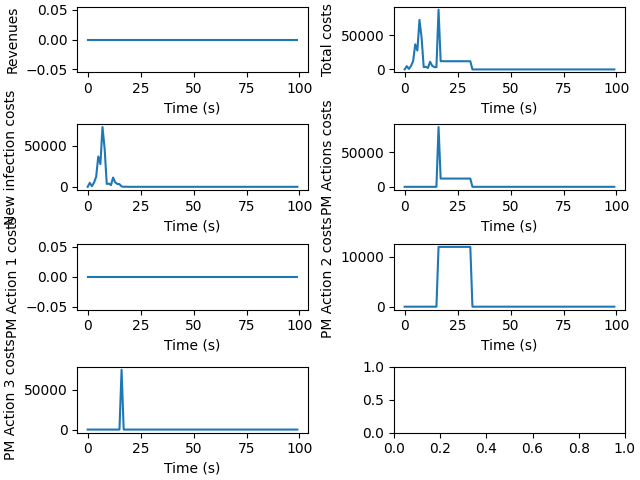 Revenues
0.05
0.00
−0.05
0 25 50 75 100
Time (s)
Total costs
50000
0
0 25 50 75 100
Time (s)
New infection costs
50000
0
0 25 50 75 100
Time (s)
PM Actions costs
50000
0
0 25 50 75 100
Time (s)
PM Action 1 costs
0.05
0.00
−0.05
0 25 50 75 100
Time (s)
PM Action 2 costs
10000
0
0 25 50 75 100
Time (s)
PM Action 3 costs
50000
0
0 25 50 75 100
Time (s)
1.0
0.5
0.0
0.0 0.2 0.4 0.6 0.8 1.0